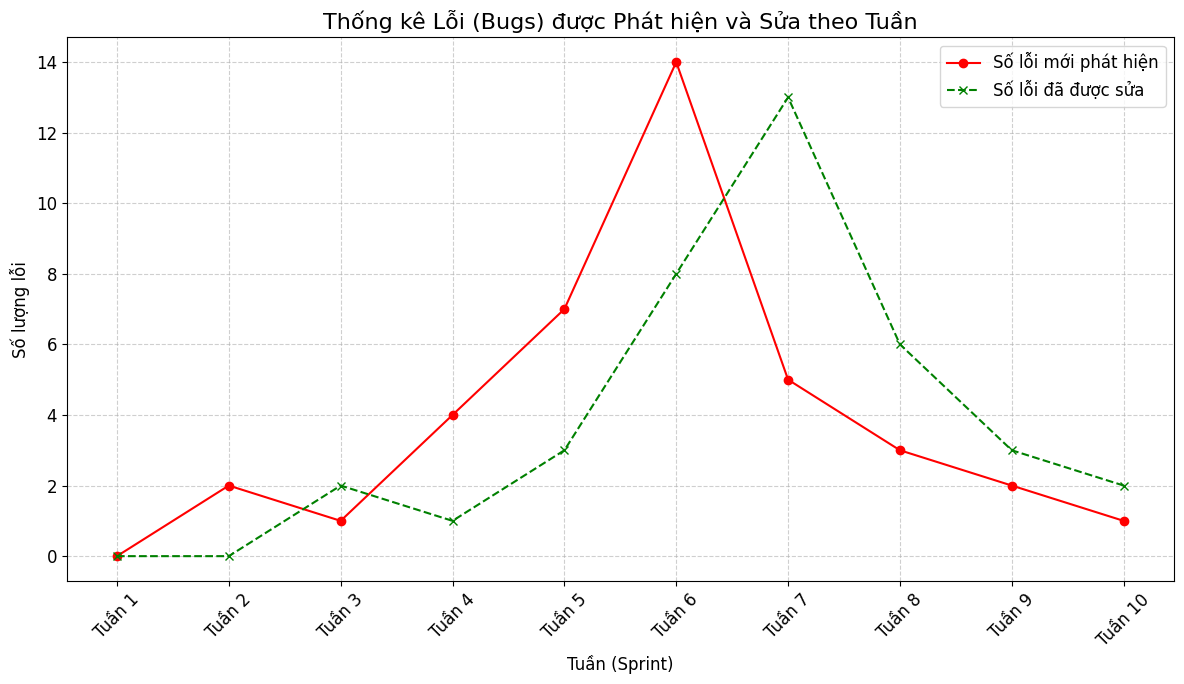 Thống kê Lỗi (Bugs) được Phát hiện và Sửa theo Tuần
Số lỗi mới phát hiện
Số lỗi đã được sửa
Số lượng lỗi
14
12
10
8
6
4
2
0
Tuần 1
Tuần 2
Tuần 3
Tuần 4
Tuần 5
Tuần 6
Tuần 7
Tuần 8
Tuần 9
Tuần 10
Tuần (Sprint)